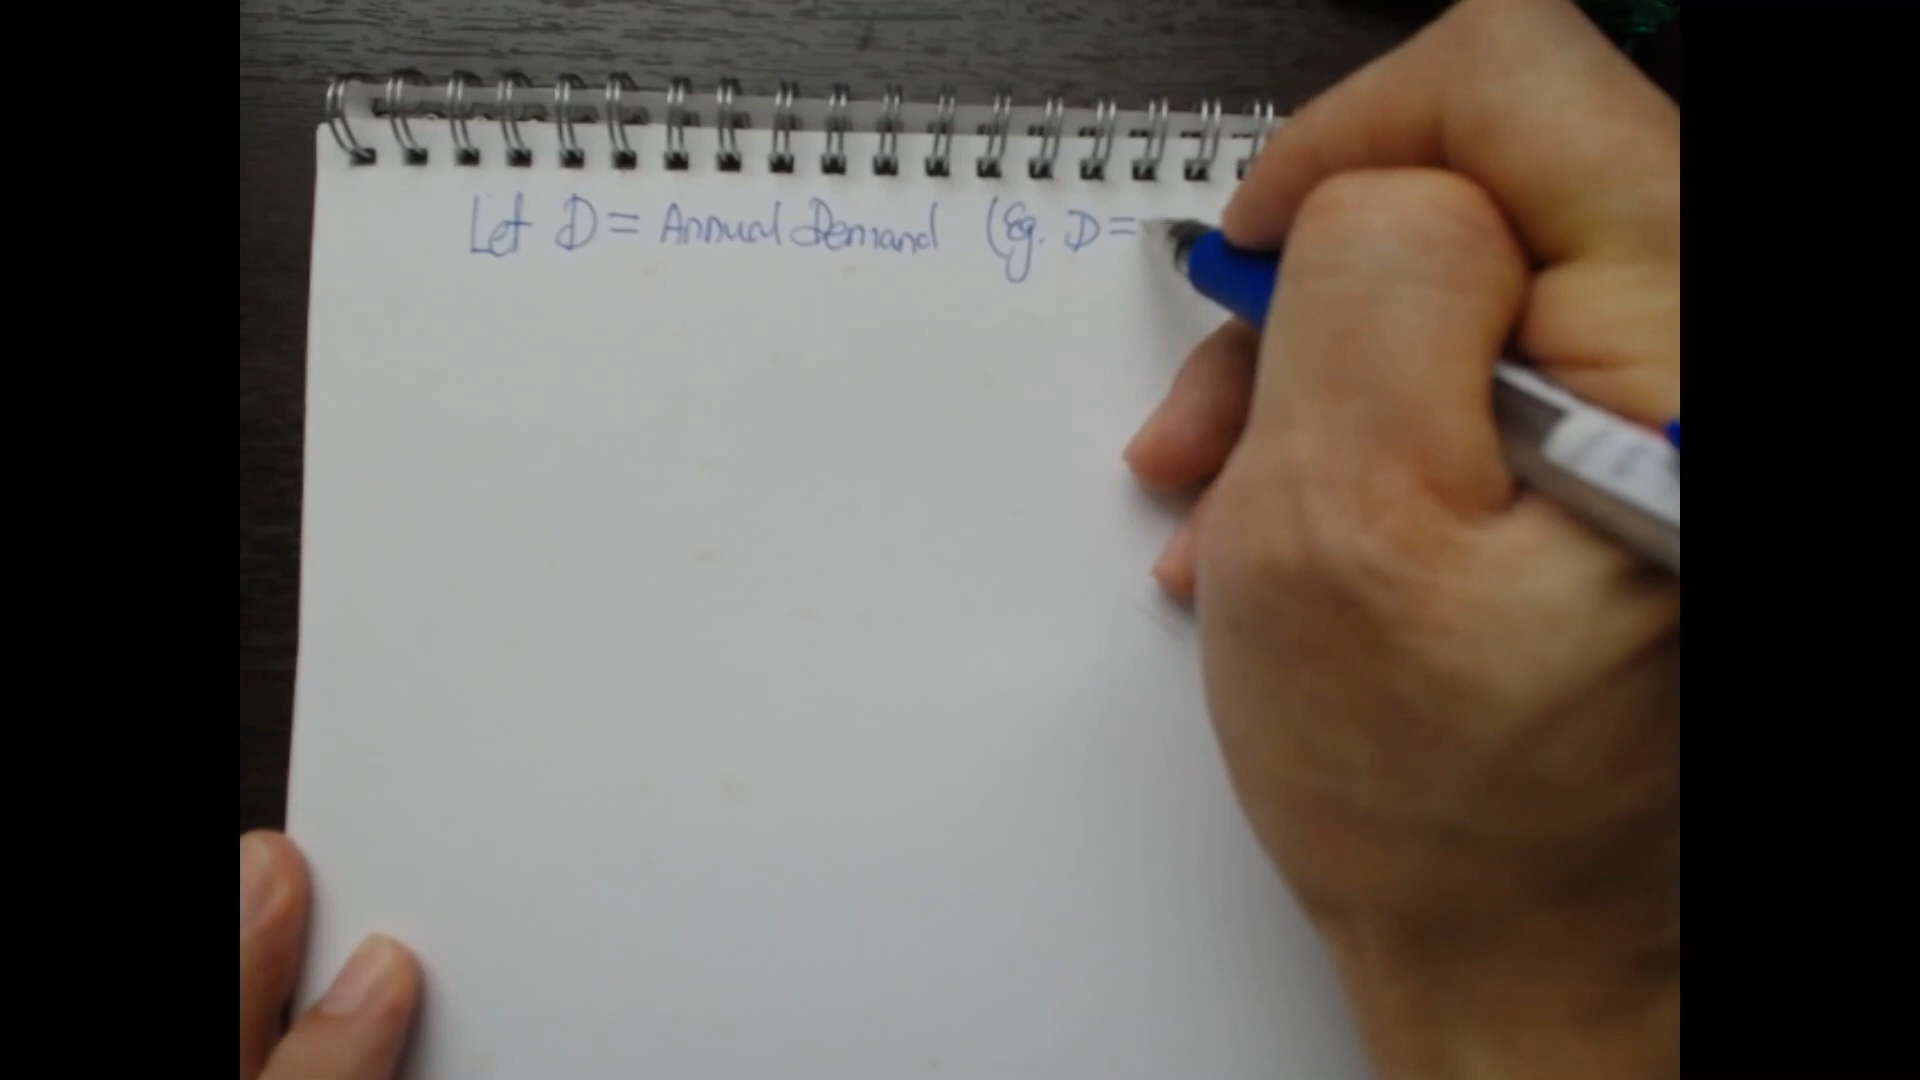 Let D = Annual Demand (Eg. D =